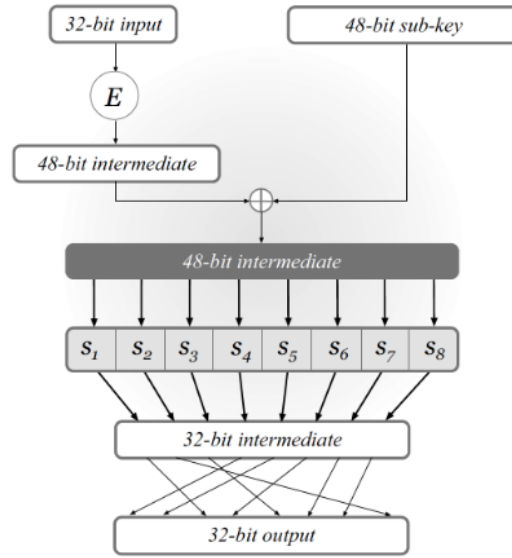 32-bit input
48-bit sub-key
E
48-bit intermediate
48-bit intermediate
S1 S2 S3 S4 S5 S6 S7 S8
32-bit intermediate
32-bit output